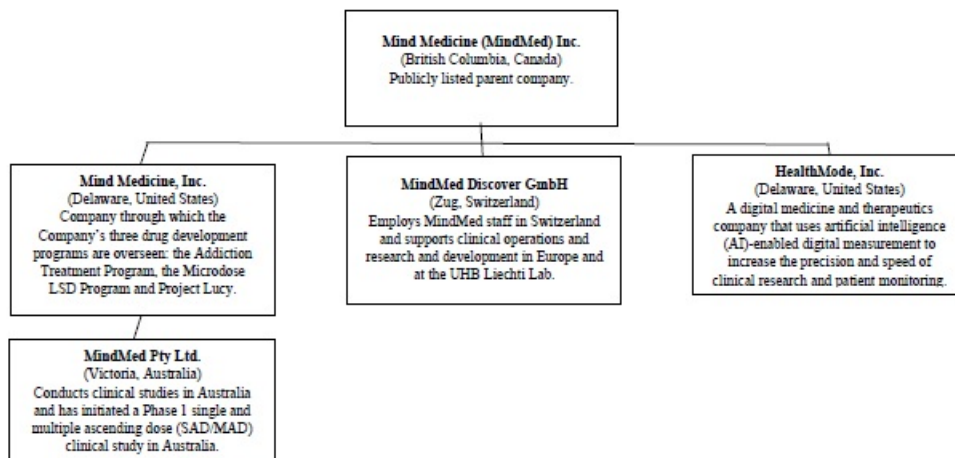 Mind Medicine (MindMed) Inc.
(British Columbia, Canada)
Publicly listed parent company.
Mind Medicine, Inc.
(Delaware, United States)
Company through which the
Company's three drug development
programs are overseen: the Addiction
Treatment Program, the Microdose
LSD Program and Project Lucy.
MindMed Discover GmbH
(Zug, Switzerland)
Employs MindMed staff in Switzerland
and supports clinical operations and
research and development in Europe and
at the UHB Liechti Lab.
HealthMode, Inc.
(Delaware, United States)
A digital medicine and therapeutics
company that uses artificial intelligence
(AI)-enabled digital measurement to
increase the precision and speed of
clinical research and patient monitoring.
MindMed Pty Ltd.
(Victoria, Australia)
Conducts clinical studies in Australia
and has initiated a Phase 1 single and
multiple ascending dose (SAD/MAD)
clinical study in Australia.